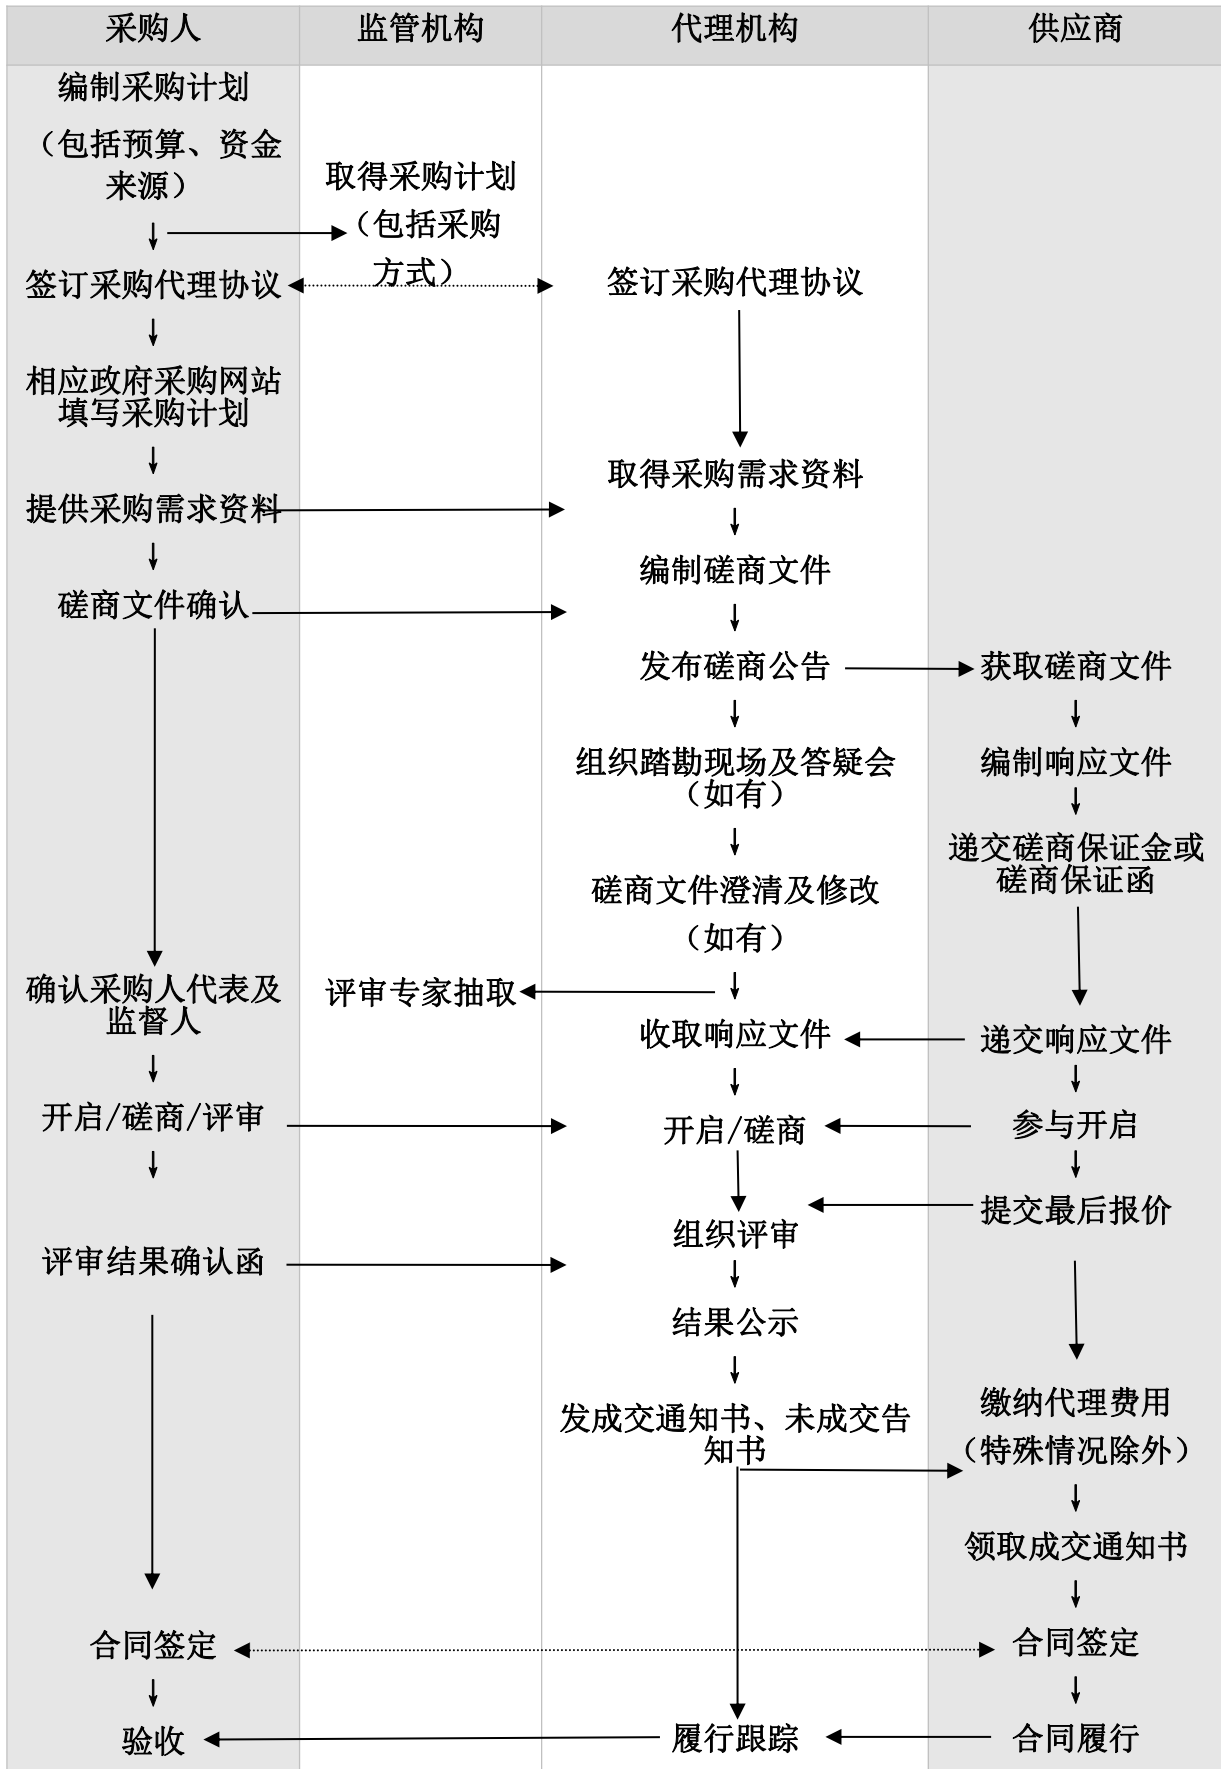 采购人
监管机构
代理机构
供应商
编制采购计划
（包括预算、资金
来源）
取得采购计划
（包括采购
方式）
签订采购代理协议
签订采购代理协议
相应政府采购网站
填写采购计划
取得采购需求资料
提供采购需求资料
编制磋商文件
磋商文件确认
发布磋商公告
获取磋商文件
组织踏勘现场及答疑会
（如有）
编制响应文件
递交磋商保证金或
磋商保证函
磋商文件澄清及修改
（如有）
确认采购人代表及
监督人
评审专家抽取
收取响应文件
递交响应文件
开启/磋商/评审
开启/磋商
参与开启
提交最后报价
组织评审
评审结果确认函
结果公示
发成交通知书、未成交告
知书
缴纳代理费用
（特殊情况除外）
领取成交通知书
合同签定
合同签定
验收
履行跟踪
合同履行